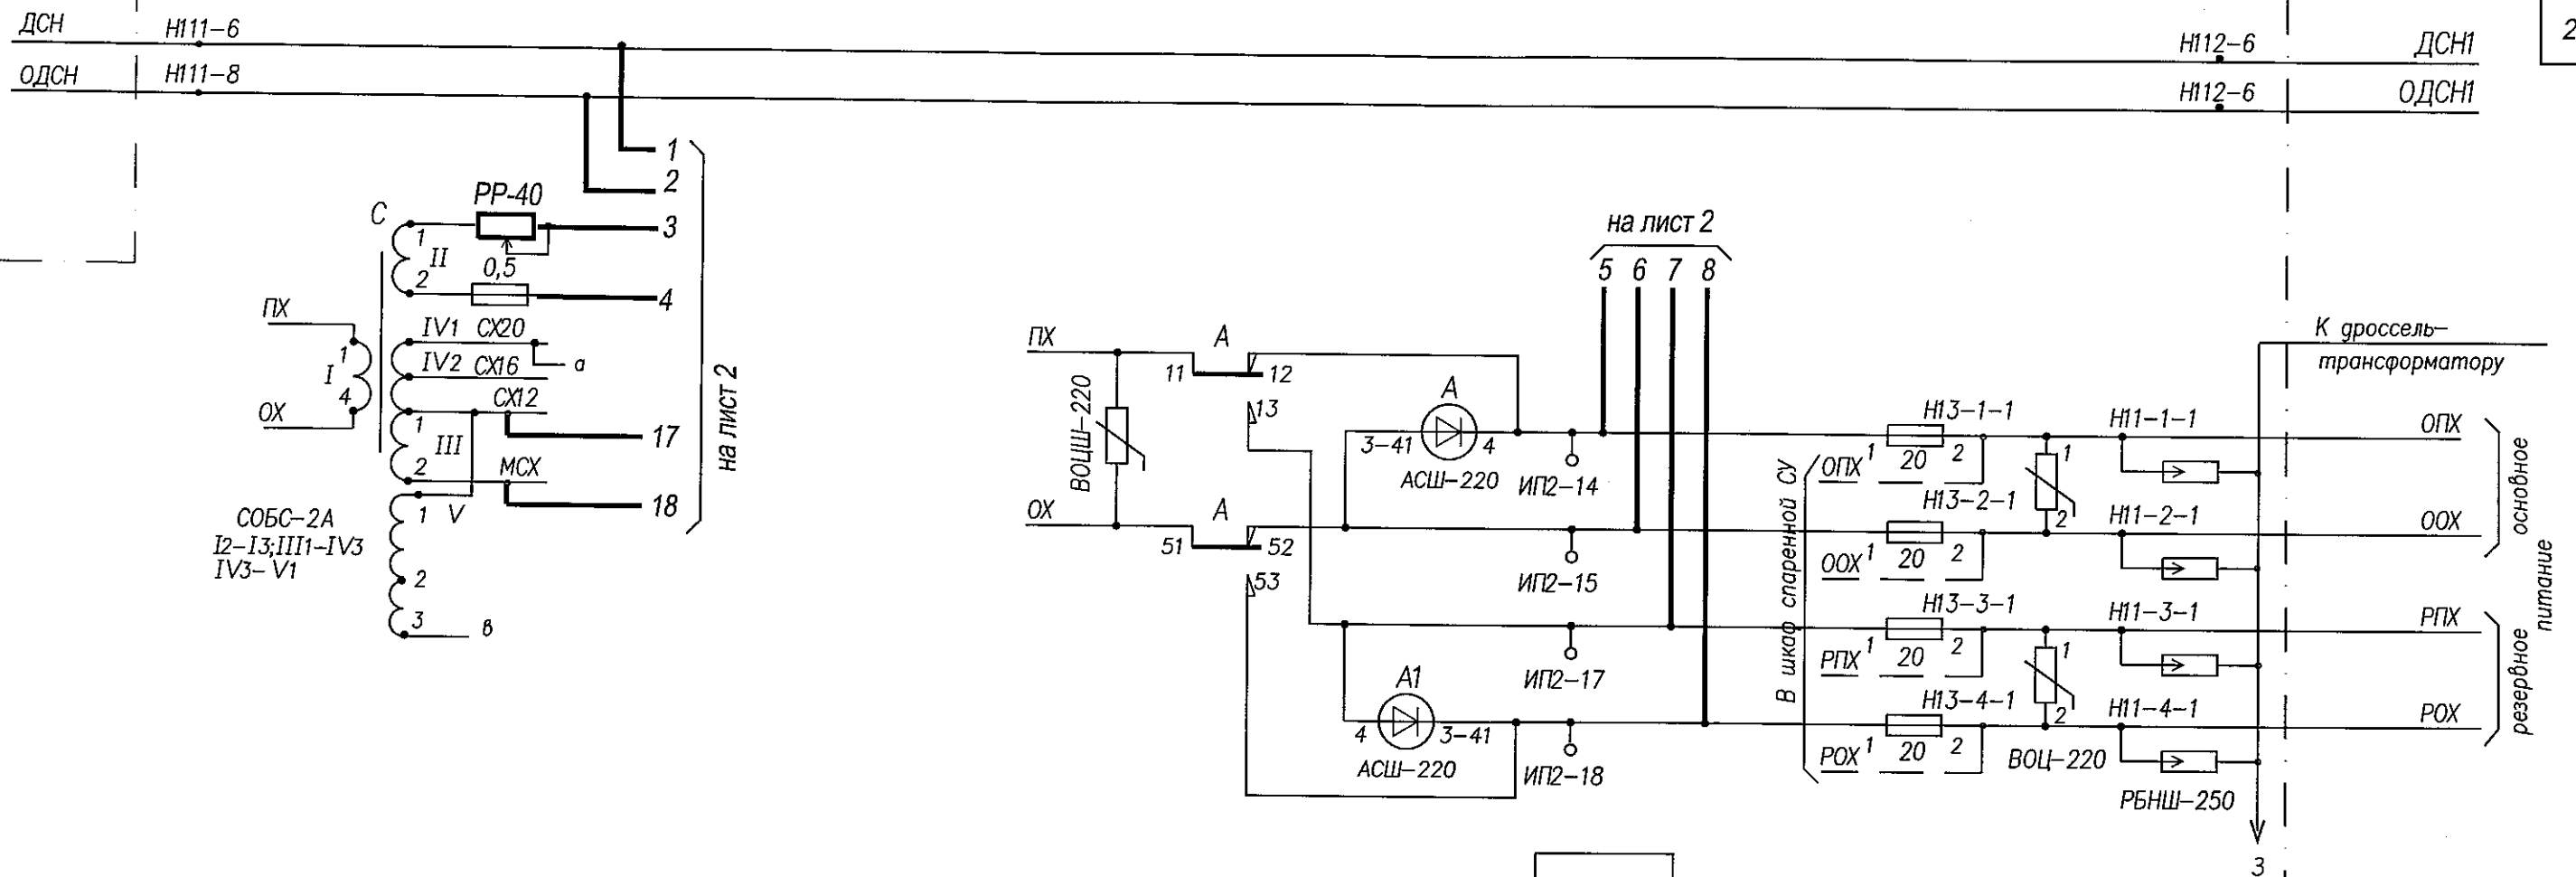 2
ДСН Н111-6 Н112-6 ДСН1
ОДСН Н111-8 Н112-6 ОДСН1
1
2
3
4
17
18
на лист 2
РР-40
0,5
С
1
II
2
ПХ
ОХ
1
I
4
IV1 СХ20
а
IV2 СХ16
СХ12
1
III
2
МСХ
1 V
2
3
в
СОБС-2А
I2-I3;III1-IV3
IV3-V1
на лист 2
5 6 7 8
ПХ
А
11 12
13
ВОЦШ-220
ОХ
А
51 52
53
А
3-41 4
АСШ-220
ИП2-14
ИП2-15
ИП2-17
А1
4 3-41
АСШ-220
ИП2-18
В шкаф спаренной СУ
Н13-1-1
ОПХ 1 20 2
Н13-2-1
ООХ 1 20 2
Н13-3-1
РПХ 1 20 2
Н13-4-1
РОХ 1 20 2
1
2
1
2
ВОЦ-220
Н11-1-1
Н11-2-1
Н11-3-1
Н11-4-1
РБНШ-250
К дроссель-
трансформатору
ОПХ
ООХ
РПХ
РОХ
основное
резервное
питание
3